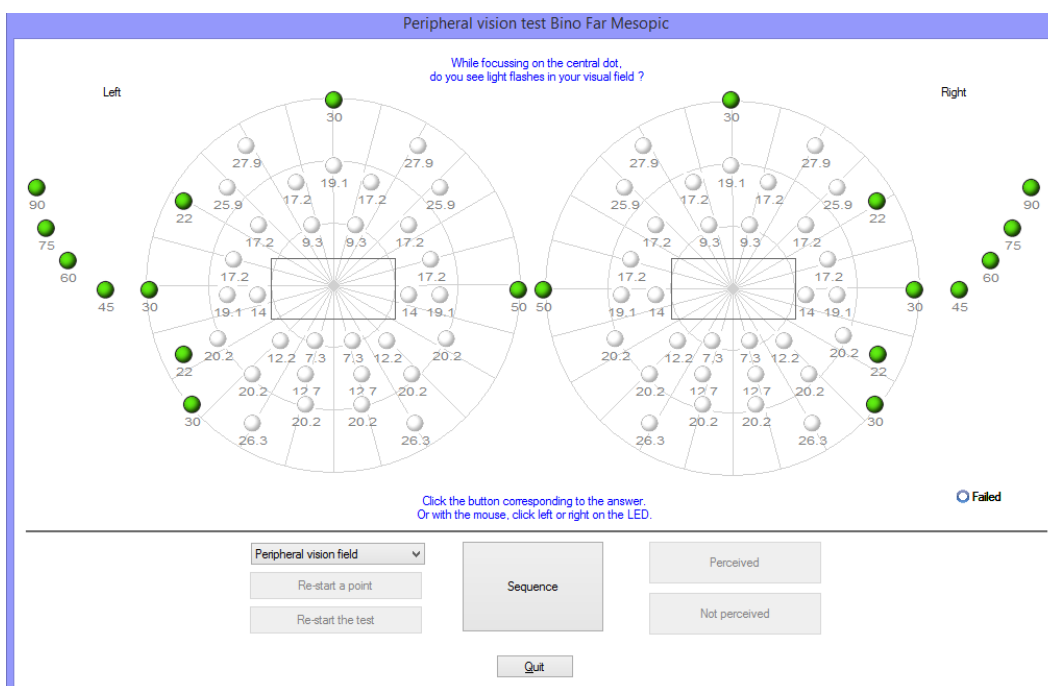 Peripheral vision test Bino Far Mesopic
While focussing on the central dot,
do you see light flashes in your visual field ?
Left
Right
30
30
27.9 27.9 27.9 27.9
19.1 19.1
17.2 17.2 17.2 17.2
25.9 25.9 25.9 25.9
90 90
22 22
17.2 9.3 9.3 17.2 17.2 9.3 9.3 17.2
75 75
17.2 17.2 17.2 17.2
60 60
45 30 19.1 14 14 19.1 50 50 19.1 14 14 19.1 30 45
20.2 12.2 7.3 7.3 12.2 20.2 20.2 12.2 7.3 7.3 12.2 20.2
22 22
20.2 12.7 12.7 20.2 20.2 12.7 12.7 20.2
30 20.2 20.2 20.2 20.2 30
26.3 26.3 26.3 26.3
Click the button corresponding to the answer.
Or with the mouse, click left or right on the LED.
Failed
Peripheral vision field
Re-start a point
Re-start the test
Sequence
Perceived
Not perceived
Quit